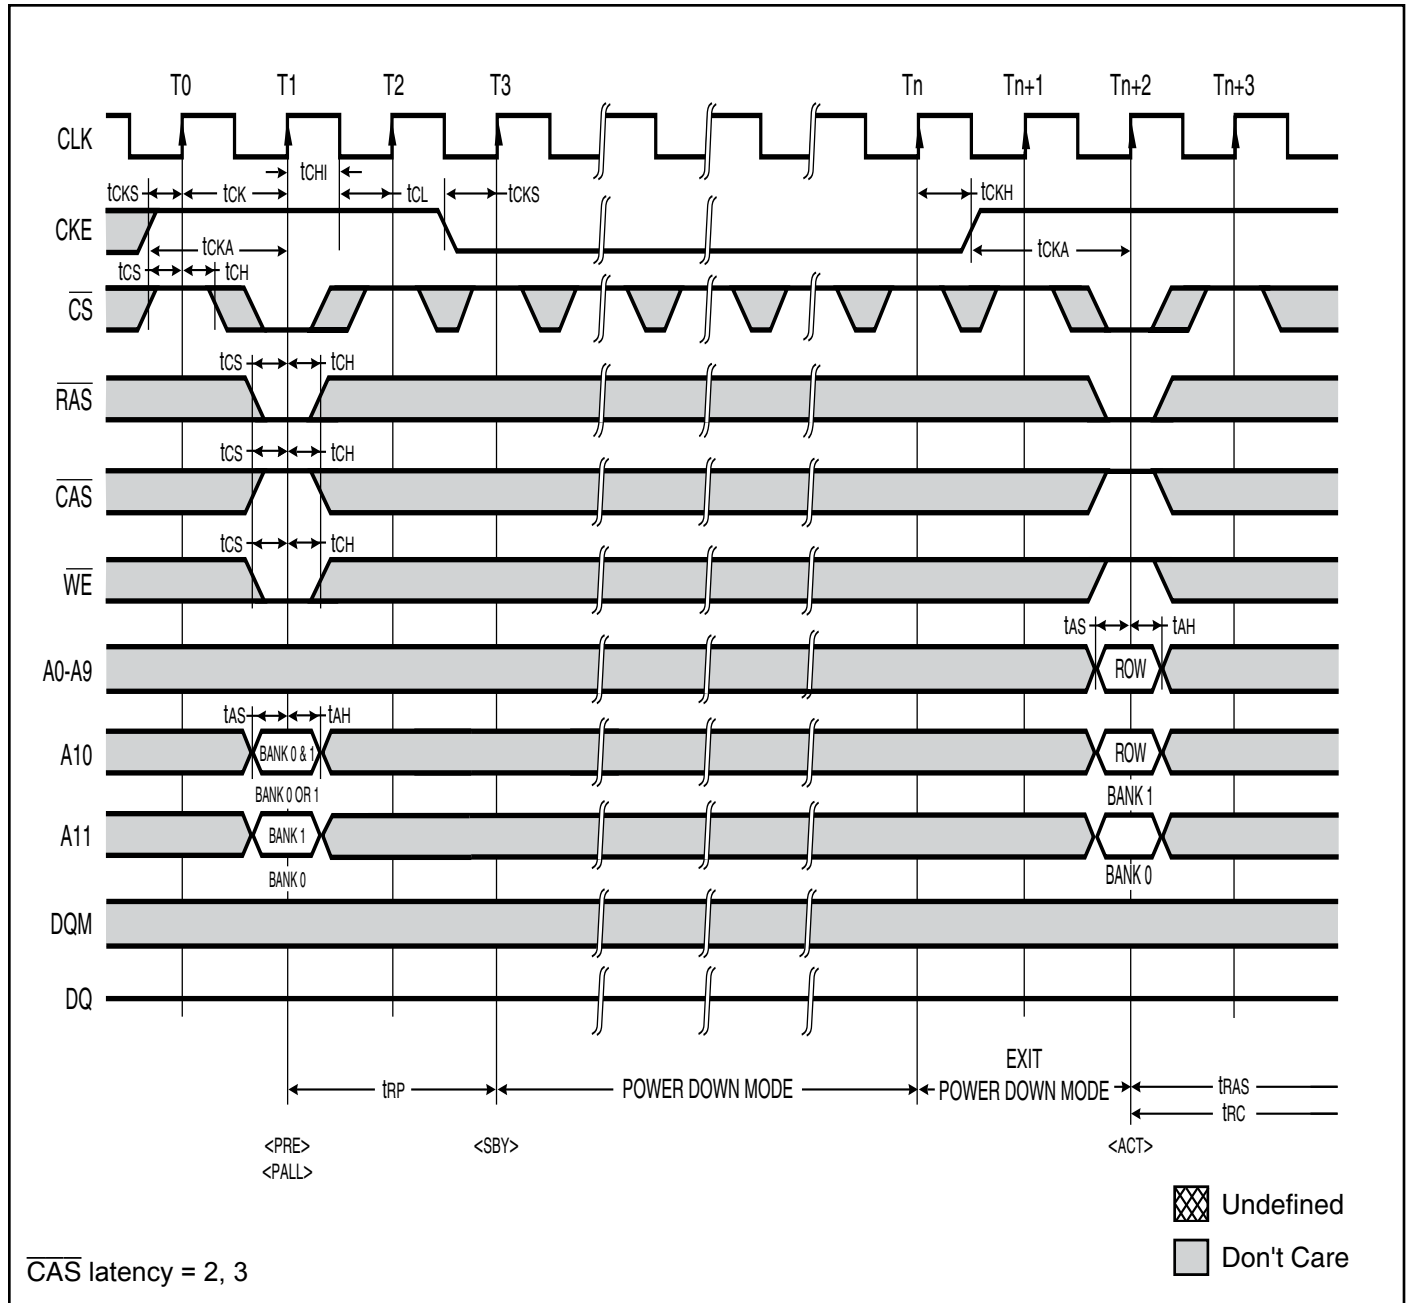 T0 T1 T2 T3 Tn Tn+1 Tn+2 Tn+3
CLK
tCHI
tCKS tCK tCL tCKS tCKH
CKE
tCKA tCKA
tCS tCH
CS
tCS tCH
RAS
tCS tCH
CAS
tCS tCH
WE
tAS tAH
A0-A9 ROW
tAS tAH
A10 BANK 0 & 1 ROW
BANK 0 OR 1 BANK 1
A11 BANK 1
BANK 0 BANK 0
DQM
DQ
EXIT
tRP POWER DOWN MODE POWER DOWN MODE tRAS
tRC
<PRE> <SBY> <ACT>
<PALL>
Undefined
Don't Care
CAS latency = 2, 3